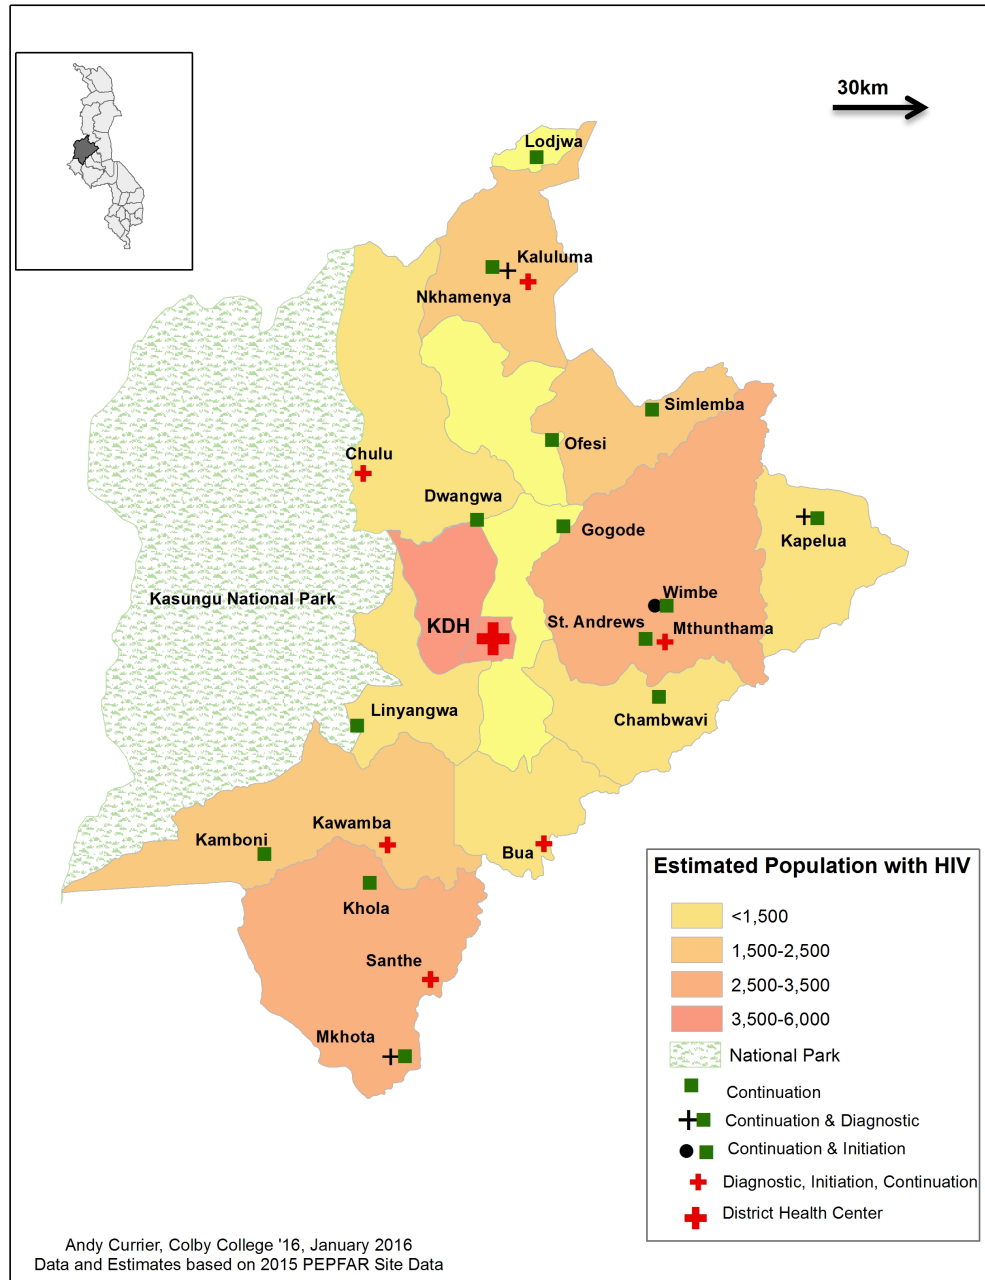 30km
Lodjwa
Kaluluma
Nkhamenya
Simlemba
Ofesi
Chulu
Dwangwa
Gogode
Kapelua
Kasungu National Park
Wimbe
St. Andrews
Mthunthama
KDH
Linyangwa
Chambwavi
Kawamba
Kamboni
Bua
Khola
Santhe
Mkhota
Estimated Population with HIV
<1,500
1,500-2,500
2,500-3,500
3,500-6,000
National Park
Continuation
Continuation & Diagnostic
Continuation & Initiation
Diagnostic, Initiation, Continuation
District Health Center
Andy Currier, Colby College '16, January 2016
Data and Estimates based on 2015 PEPFAR Site Data